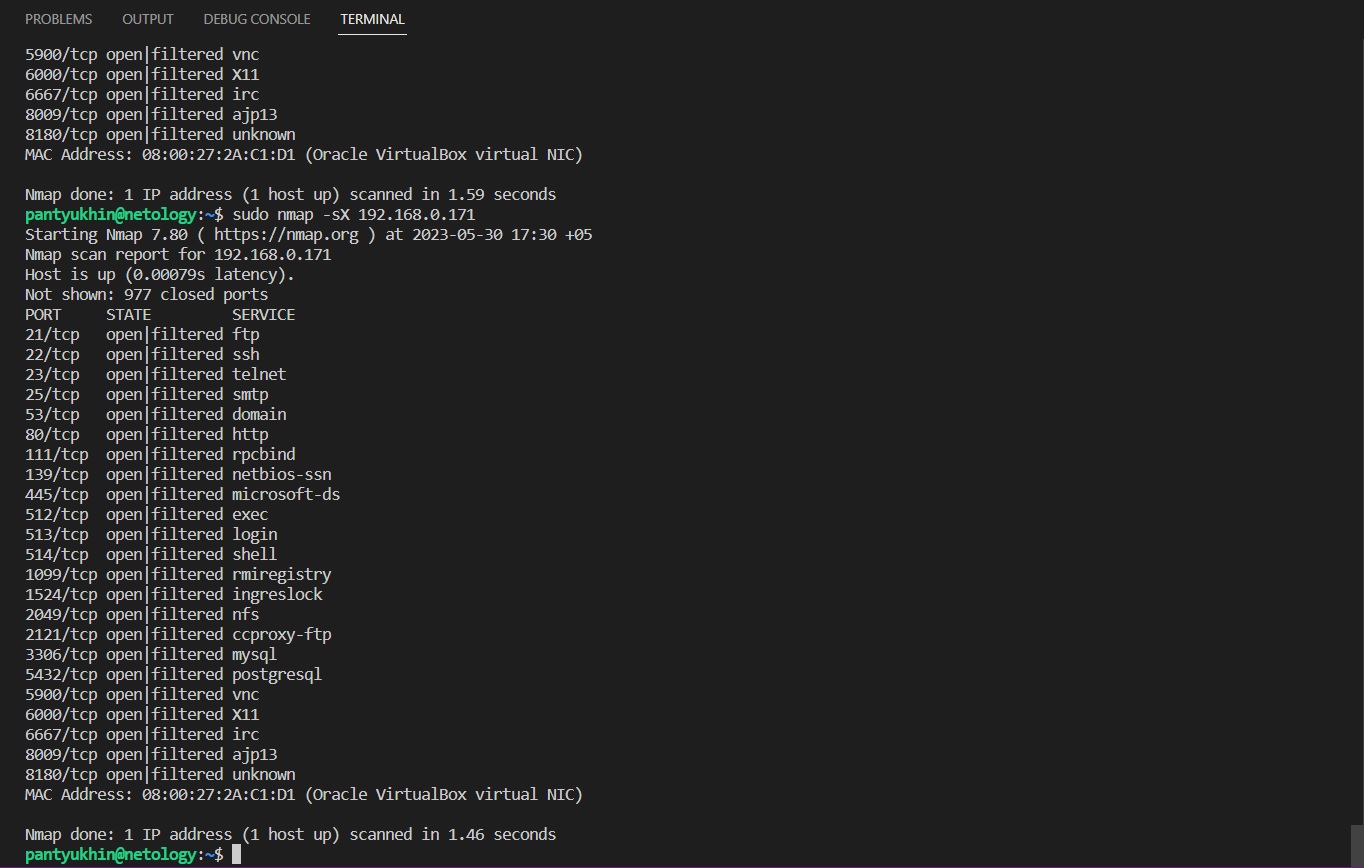 PROBLEMS OUTPUT DEBUG CONSOLE TERMINAL
5900/tcp open|filtered vnc
6000/tcp open|filtered X11
6667/tcp open|filtered irc
8009/tcp open|filtered ajp13
8180/tcp open|filtered unknown
MAC Address: 08:00:27:2A:C1:D1 (Oracle VirtualBox virtual NIC)

Nmap done: 1 IP address (1 host up) scanned in 1.59 seconds
pantyukhin@netology:~$ sudo nmap -sX 192.168.0.171
Starting Nmap 7.80 ( https://nmap.org ) at 2023-05-30 17:30 +05
Nmap scan report for 192.168.0.171
Host is up (0.00079s latency).
Not shown: 977 closed ports
PORT     STATE         SERVICE
21/tcp   open|filtered ftp
22/tcp   open|filtered ssh
23/tcp   open|filtered telnet
25/tcp   open|filtered smtp
53/tcp   open|filtered domain
80/tcp   open|filtered http
111/tcp  open|filtered rpcbind
139/tcp  open|filtered netbios-ssn
445/tcp  open|filtered microsoft-ds
512/tcp  open|filtered exec
513/tcp  open|filtered login
514/tcp  open|filtered shell
1099/tcp open|filtered rmiregistry
1524/tcp open|filtered ingreslock
2049/tcp open|filtered nfs
2121/tcp open|filtered ccproxy-ftp
3306/tcp open|filtered mysql
5432/tcp open|filtered postgresql
5900/tcp open|filtered vnc
6000/tcp open|filtered X11
6667/tcp open|filtered irc
8009/tcp open|filtered ajp13
8180/tcp open|filtered unknown
MAC Address: 08:00:27:2A:C1:D1 (Oracle VirtualBox virtual NIC)

Nmap done: 1 IP address (1 host up) scanned in 1.46 seconds
pantyukhin@netology:~$